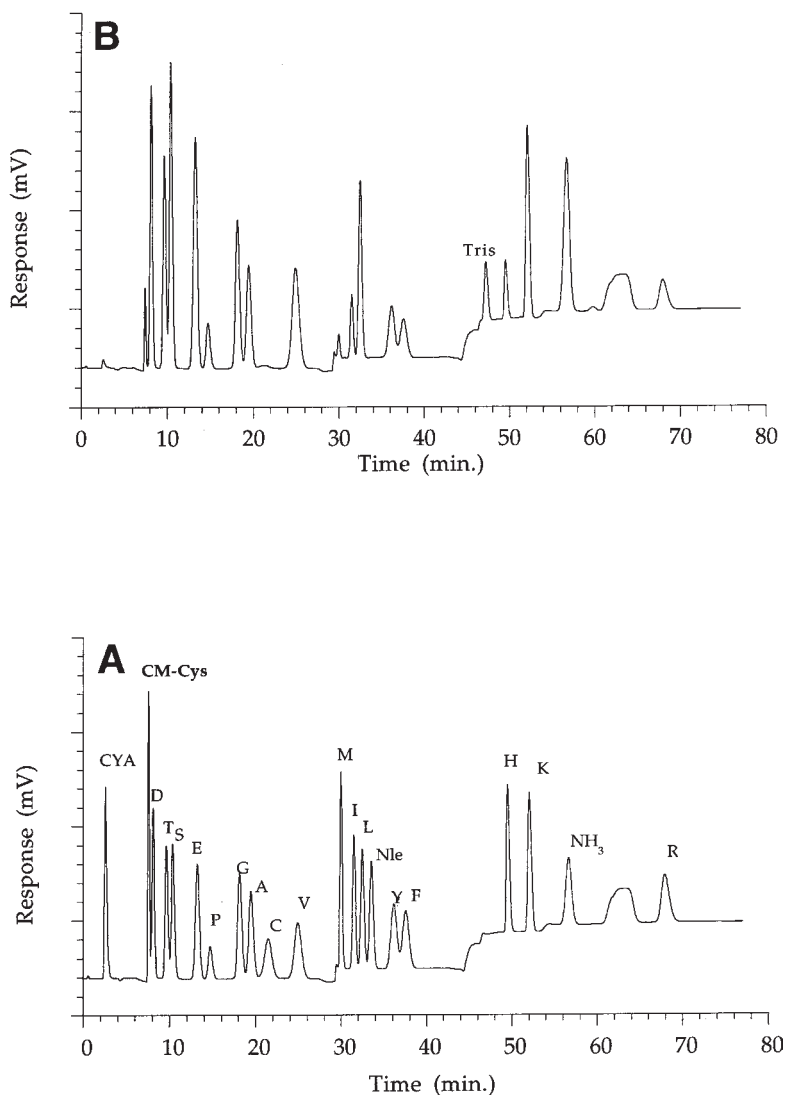 B
Response (mV)
Tris
0 10 20 30 40 50 60 70 80
Time (min.)
A
CM-Cys
CYA
D
T
S
E
P
G
A
C
V
M
I
L
Nle
Y
F
H
K
NH₃
R
Response (mV)
0 10 20 30 40 50 60 70 80
Time (min.)